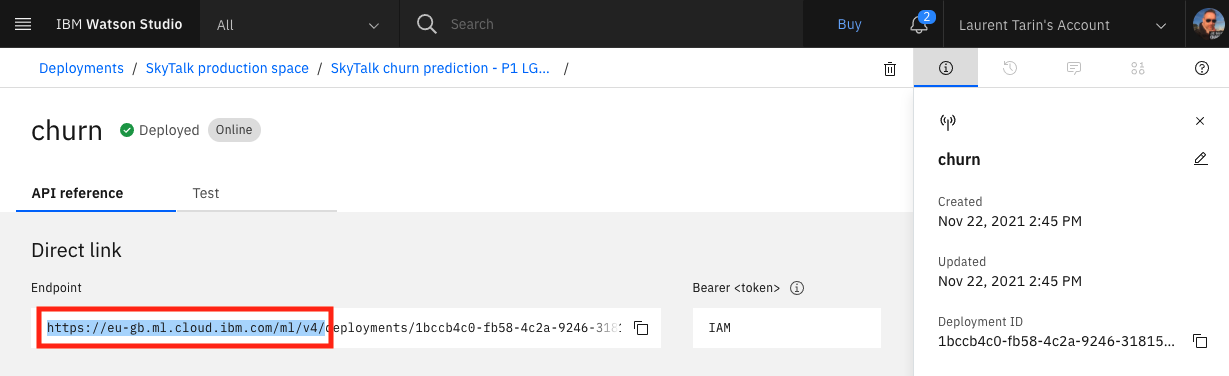 IBM Watson Studio All Search Buy 2 Laurent Tarin's Account
Deployments / SkyTalk production space / SkyTalk churn prediction - P1 LG... /
churn Deployed Online
API reference Test
Direct link
Endpoint Bearer <token>
https://eu-gb.ml.cloud.ibm.com/ml/v4/deployments/1bccb4c0-fb58-4c2a-9246-3181 IAM
churn
Created
Nov 22, 2021 2:45 PM
Updated
Nov 22, 2021 2:45 PM
Deployment ID
1bccb4c0-fb58-4c2a-9246-31815...